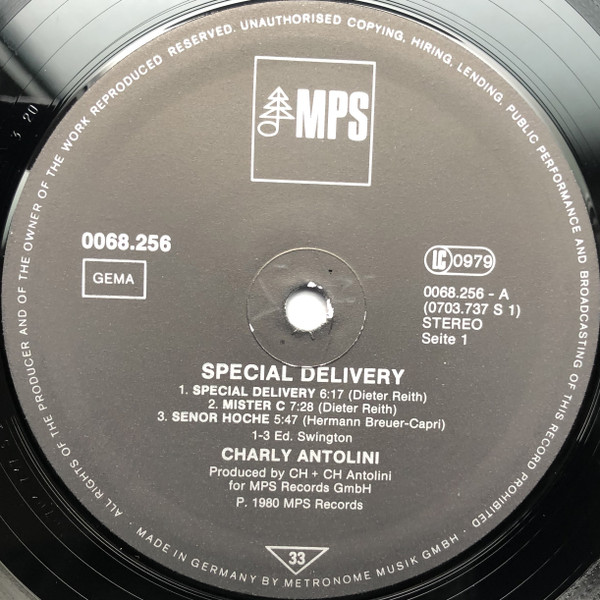 ALL RIGHTS OF THE PRODUCER AND OF THE OWNER OF THE WORK REPRODUCED RESERVED. UNAUTHORISED COPYING, HIRING, LENDING, PUBLIC PERFORMANCE AND BROADCASTING OF THIS RECORD PROHIBITED ·
MPS
0068.256
GEMA
LC 0979
0068.256 - A
(0703.737 S 1)
STEREO
Seite 1
SPECIAL DELIVERY
1. SPECIAL DELIVERY 6:17 (Dieter Reith)
2. MISTER C 7:28 (Dieter Reith)
3. SENOR HOCHE 5:47 (Hermann Breuer-Capri)
1-3 Ed. Swington
CHARLY ANTOLINI
Produced by CH + CH Antolini
for MPS Records GmbH
P. 1980 MPS Records
33
· MADE IN GERMANY BY METRONOME MUSIK GMBH ·